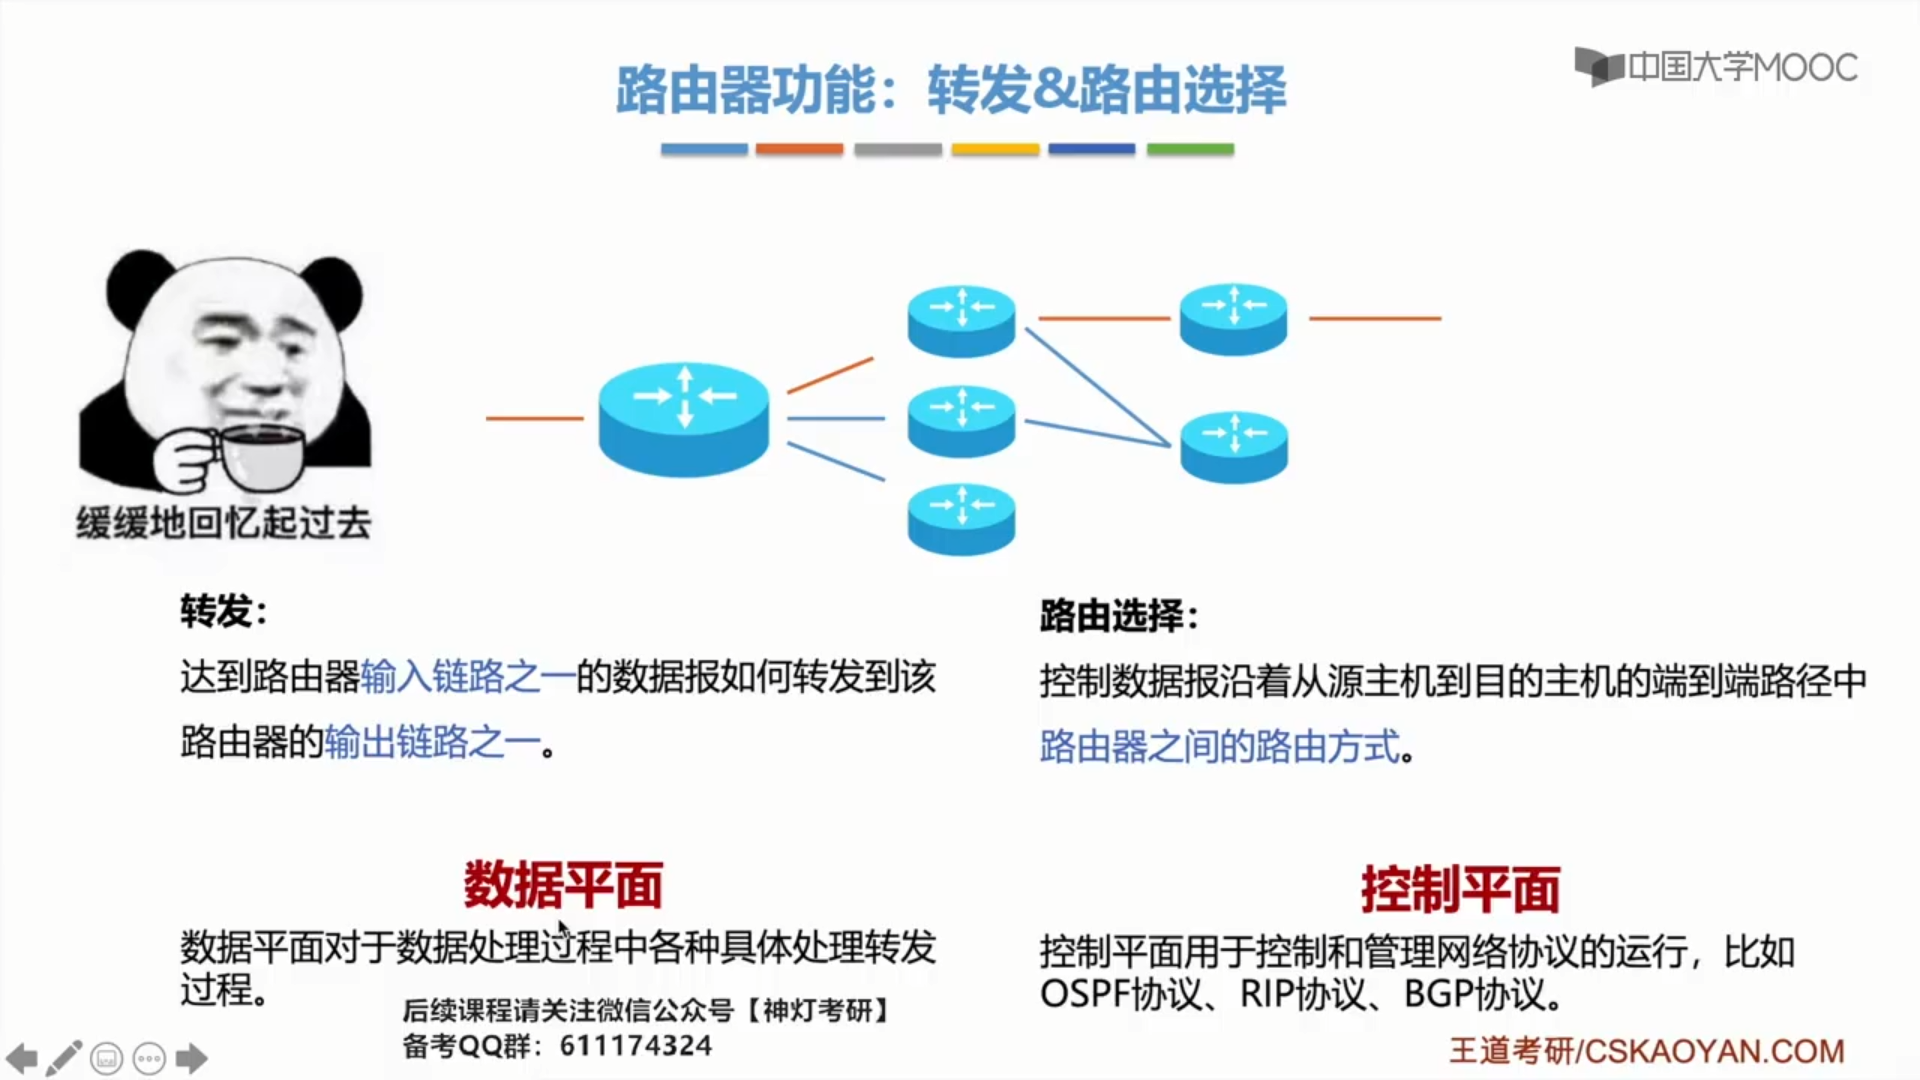 路由器功能：转发&路由选择
中国大学MOOC
缓缓地回忆起过去
转发：
达到路由器输入链路之一的数据报如何转发到该
路由器的输出链路之一。
路由选择：
控制数据报沿着从源主机到目的主机的端到端路径中
路由器之间的路由方式。
数据平面
数据平面对于数据处理过程中各种具体处理转发
过程。
控制平面
控制平面用于控制和管理网络协议的运行，比如
OSPF协议、RIP协议、BGP协议。
后续课程请关注微信公众号【神灯考研】
备考QQ群：611174324
王道考研/CSKAOYAN.COM